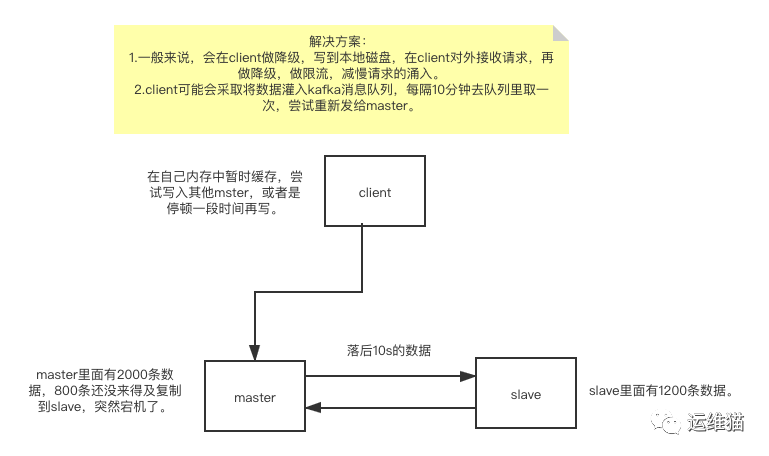 解决方案：
1.一般来说，会在client做降级，写到本地磁盘，在client对外接收请求，再
做降级，做限流，减慢请求的涌入。
2.client可能会采取将数据灌入kafka消息队列，每隔10分钟去队列里取一
次，尝试重新发给master。
在自己内存中暂时缓存，尝
试写入其他mster，或者是
停顿一段时间再写。
client
落后10s的数据
master里面有2000条数
据，800条还没来得及复制
到slave，突然宕机了。
master
slave
slave里面有1200条数据。
运维猫